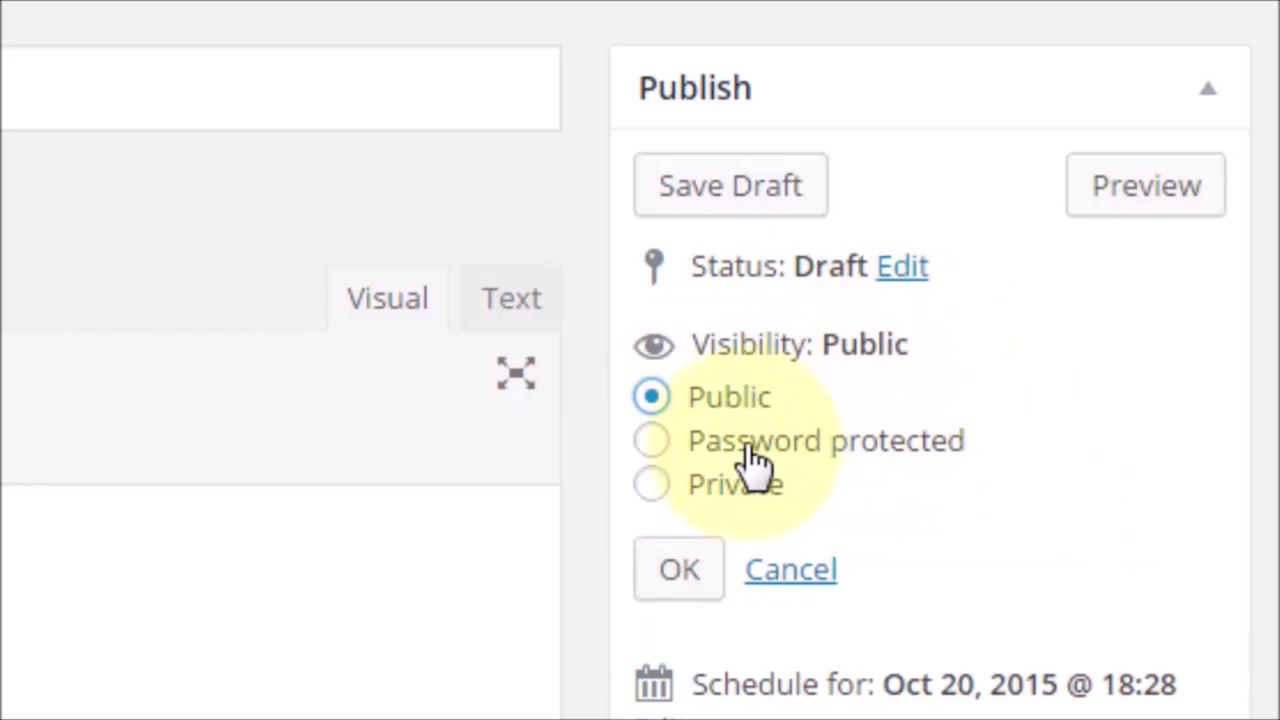 Publish
Save Draft
Preview
Status: Draft Edit
Visual
Text
Visibility: Public
Public
Password protected
Private
OK
Cancel
Schedule for: Oct 20, 2015 @ 18:28